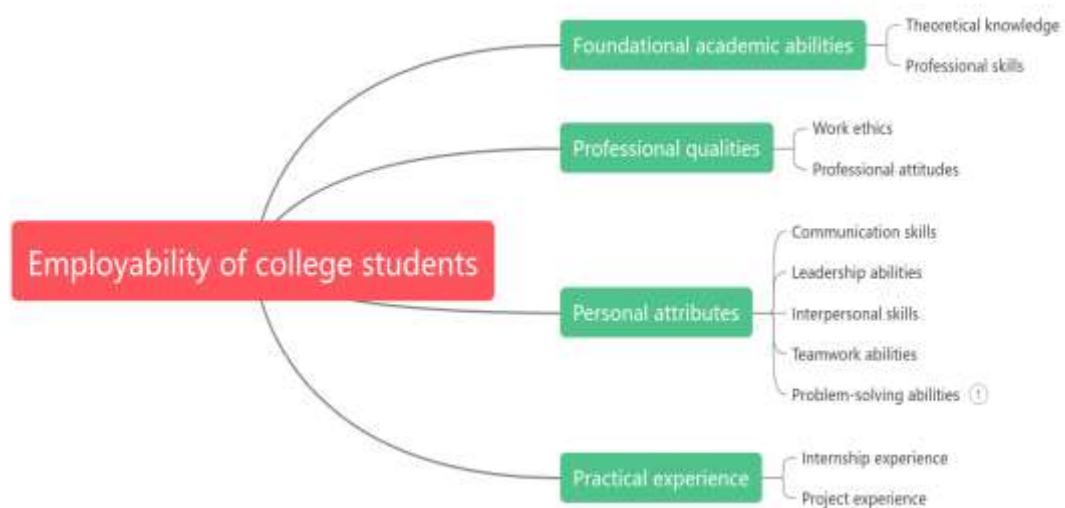 Employability of college students
Foundational academic abilities
Theoretical knowledge
Professional skills
Professional qualities
Work ethics
Professional attitudes
Personal attributes
Communication skills
Leadership abilities
Interpersonal skills
Teamwork abilities
Problem-solving abilities 1
Practical experience
Internship experience
Project experience